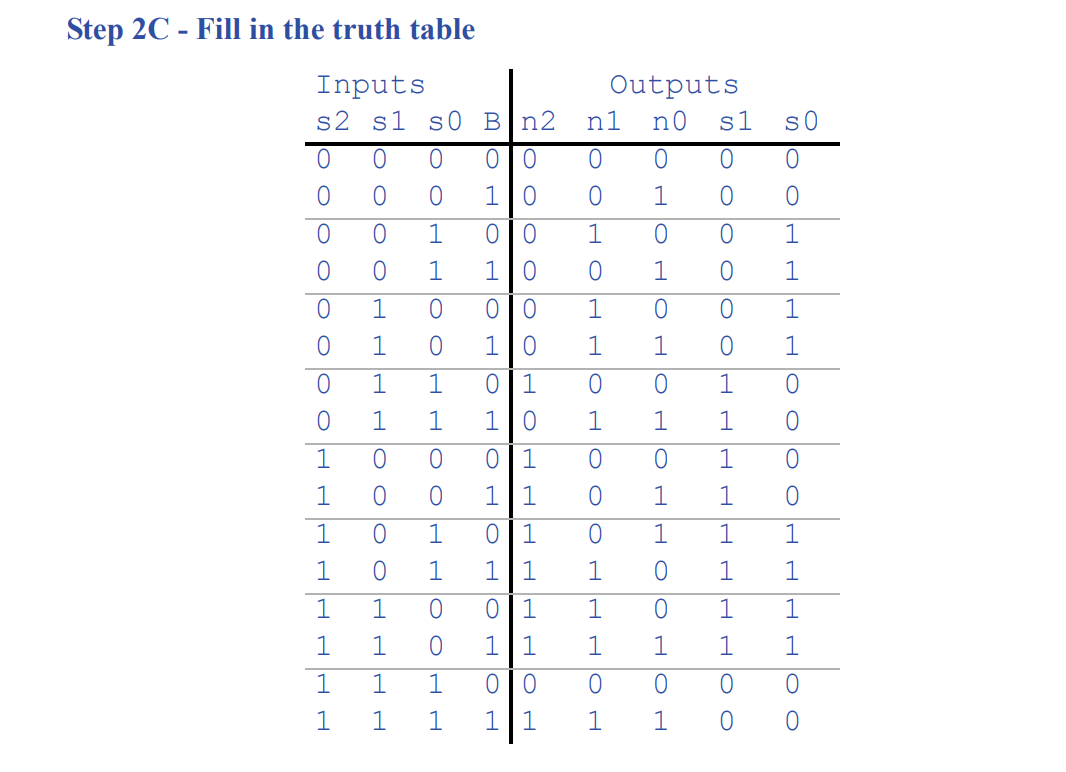 Step 2C - Fill in the truth table
Inputs Outputs
s2 s1 s0 B n2 n1 n0 s1 s0
0 0 0 0 0 0 0 0 0
0 0 0 1 0 0 1 0 0
0 0 1 0 0 1 0 0 1
0 0 1 1 0 0 1 0 1
0 1 0 0 0 1 0 0 1
0 1 0 1 0 1 1 0 1
0 1 1 0 1 0 0 1 0
0 1 1 1 0 1 1 1 0
1 0 0 0 1 0 0 1 0
1 0 0 1 1 0 1 1 0
1 0 1 0 1 0 1 1 1
1 0 1 1 1 1 0 1 1
1 1 0 0 1 1 0 1 1
1 1 0 1 1 1 1 1 1
1 1 1 0 0 0 0 0 0
1 1 1 1 1 1 1 0 0